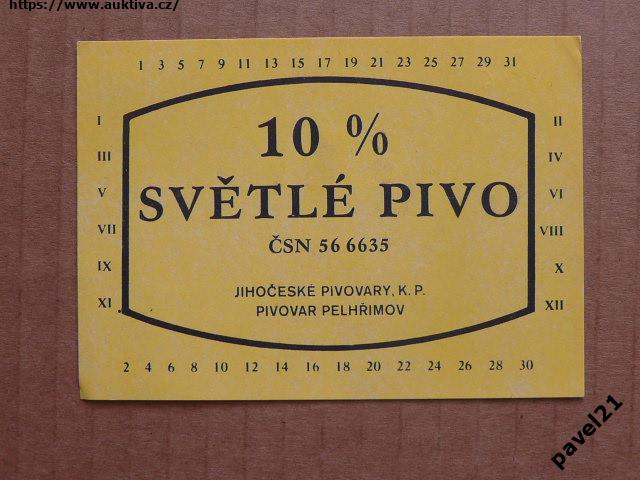 https://www.auktiva.cz/
1 3 5 7 9 11 13 15 17 19 21 23 25 27 29 31
I
III
V
VII
IX
XI
10 %
SVĚTLÉ PIVO
ČSN 56 6635
JIHOČESKÉ PIVOVARY, K. P.
PIVOVAR PELHŘIMOV
II
IV
VI
VIII
X
XII
2 4 6 8 10 12 14 16 18 20 22 24 26 28 30
pavel21